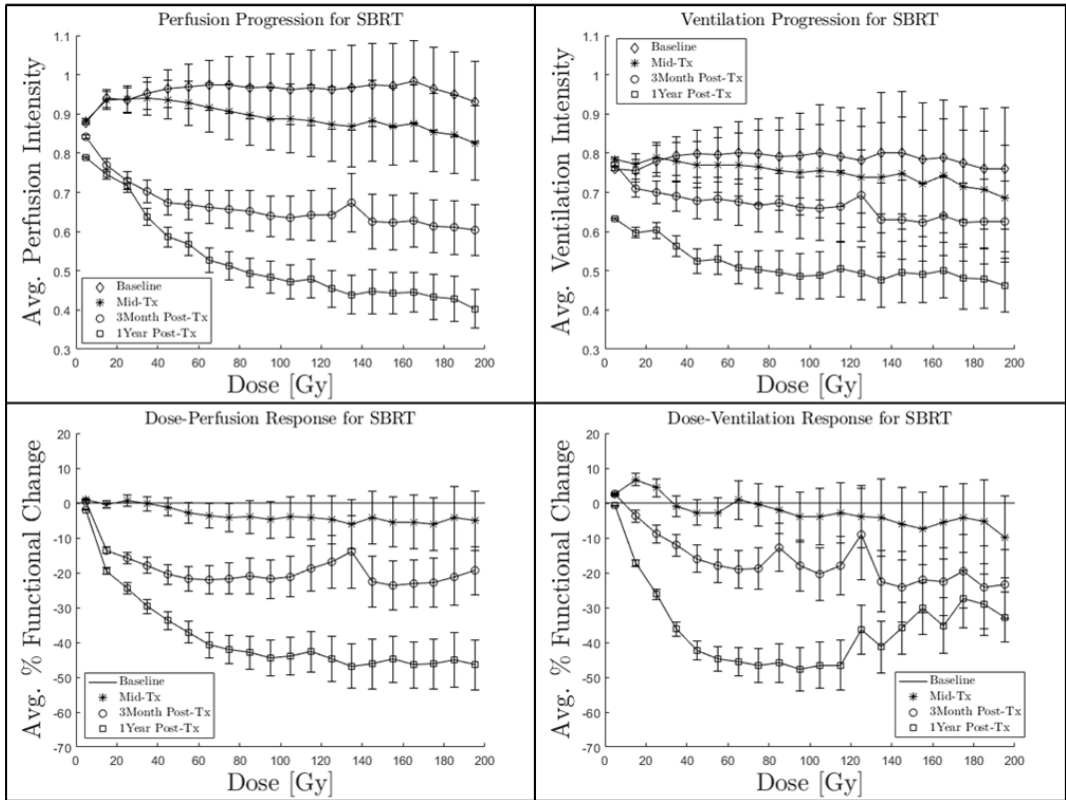 Perfusion Progression for SBRT
1.1
1
0.9
0.8
0.7
0.6
0.5
0.4
0.3
Avg. Perfusion Intensity
Baseline
Mid-Tx
3Month Post-Tx
1Year Post-Tx
0 20 40 60 80 100 120 140 160 180 200
Dose [Gy]
Ventilation Progression for SBRT
1.1
1
0.9
0.8
0.7
0.6
0.5
0.4
0.3
Avg. Ventilation Intensity
Baseline
Mid-Tx
3Month Post-Tx
1Year Post-Tx
0 20 40 60 80 100 120 140 160 180 200
Dose [Gy]
Dose-Perfusion Response for SBRT
20
10
0
-10
-20
-30
-40
-50
-60
-70
Avg. % Functional Change
Baseline
Mid-Tx
3Month Post-Tx
1Year Post-Tx
0 20 40 60 80 100 120 140 160 180 200
Dose [Gy]
Dose-Ventilation Response for SBRT
20
10
0
-10
-20
-30
-40
-50
-60
-70
Avg. % Functional Change
Baseline
Mid-Tx
3Month Post-Tx
1Year Post-Tx
0 20 40 60 80 100 120 140 160 180 200
Dose [Gy]